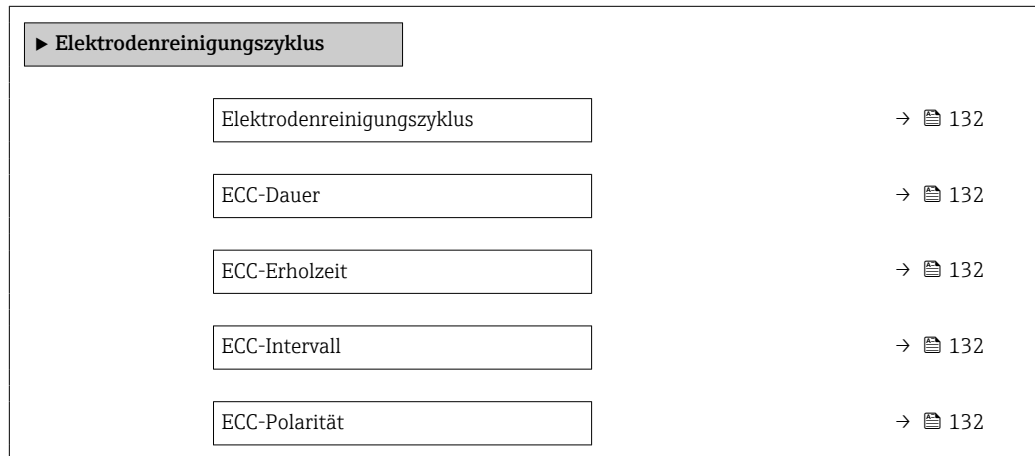 ▶ Elektrodenreinigungszyklus
Elektrodenreinigungszyklus → 132
ECC-Dauer → 132
ECC-Erholzeit → 132
ECC-Intervall → 132
ECC-Polarität → 132